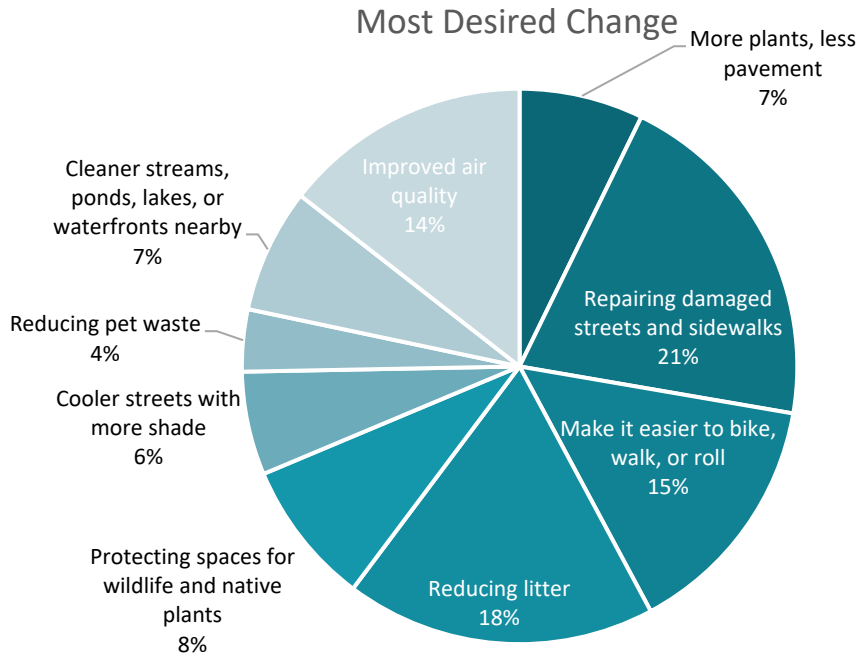 Most Desired Change
More plants, less
pavement
7%
Repairing damaged
streets and sidewalks
21%
Make it easier to bike,
walk, or roll
15%
Reducing litter
18%
Protecting spaces for
wildlife and native
plants
8%
Cooler streets with
more shade
6%
Reducing pet waste
4%
Cleaner streams,
ponds, lakes, or
waterfronts nearby
7%
Improved air
quality
14%